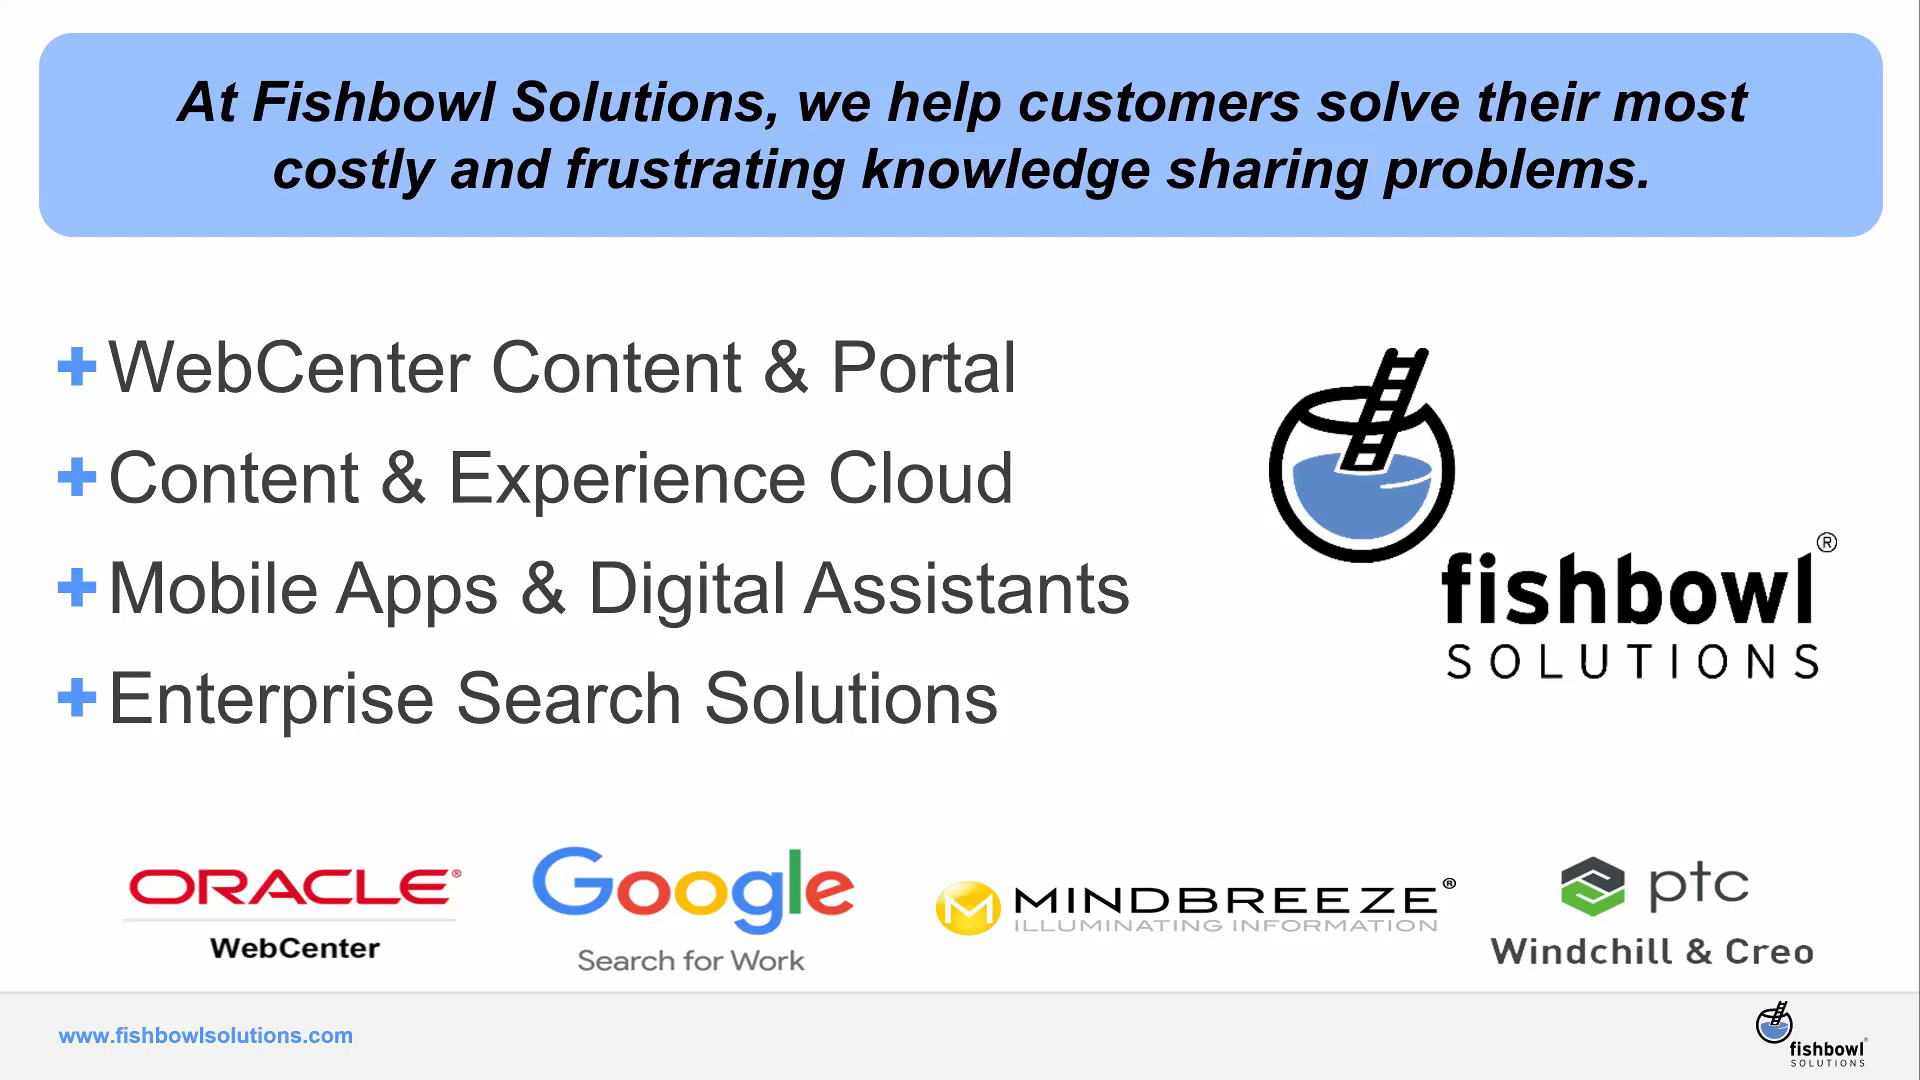 At Fishbowl Solutions, we help customers solve their most
costly and frustrating knowledge sharing problems.
WebCenter Content & Portal
Content & Experience Cloud
Mobile Apps & Digital Assistants
Enterprise Search Solutions
fishbowl®
SOLUTIONS
ORACLE®
WebCenter
Google
Search for Work
M MINDBREEZE®
ILLUMINATING INFORMATION
ptc
Windchill & Creo
www.fishbowlsolutions.com
fishbowl®
SOLUTIONS